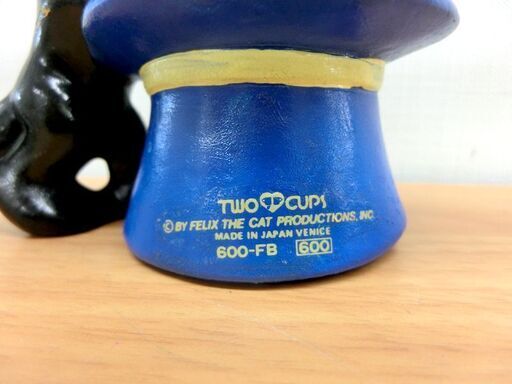 TWO CUPS
© BY FELIX THE CAT PRODUCTIONS, INC.
MADE IN JAPAN VENICE
600-FB 600